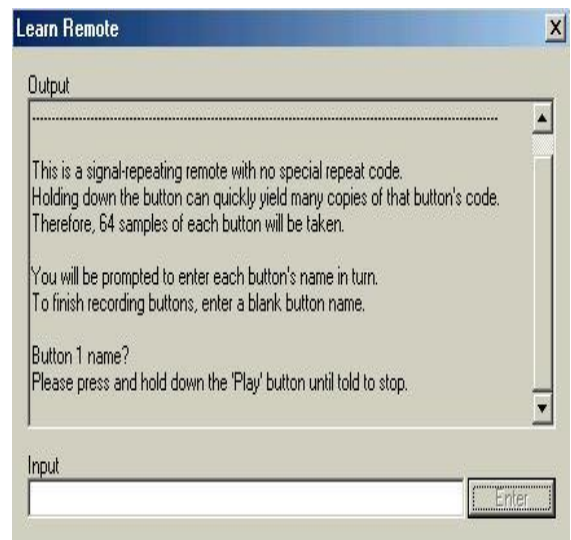 Learn Remote
Output
--------------------------------------------------------------------------------
This is a signal-repeating remote with no special repeat code.
Holding down the button can quickly yield many copies of that button's code.
Therefore, 64 samples of each button will be taken.
You will be prompted to enter each button's name in turn.
To finish recording buttons, enter a blank button name.
Button 1 name?
Please press and hold down the 'Play' button until told to stop.
Input
Enter